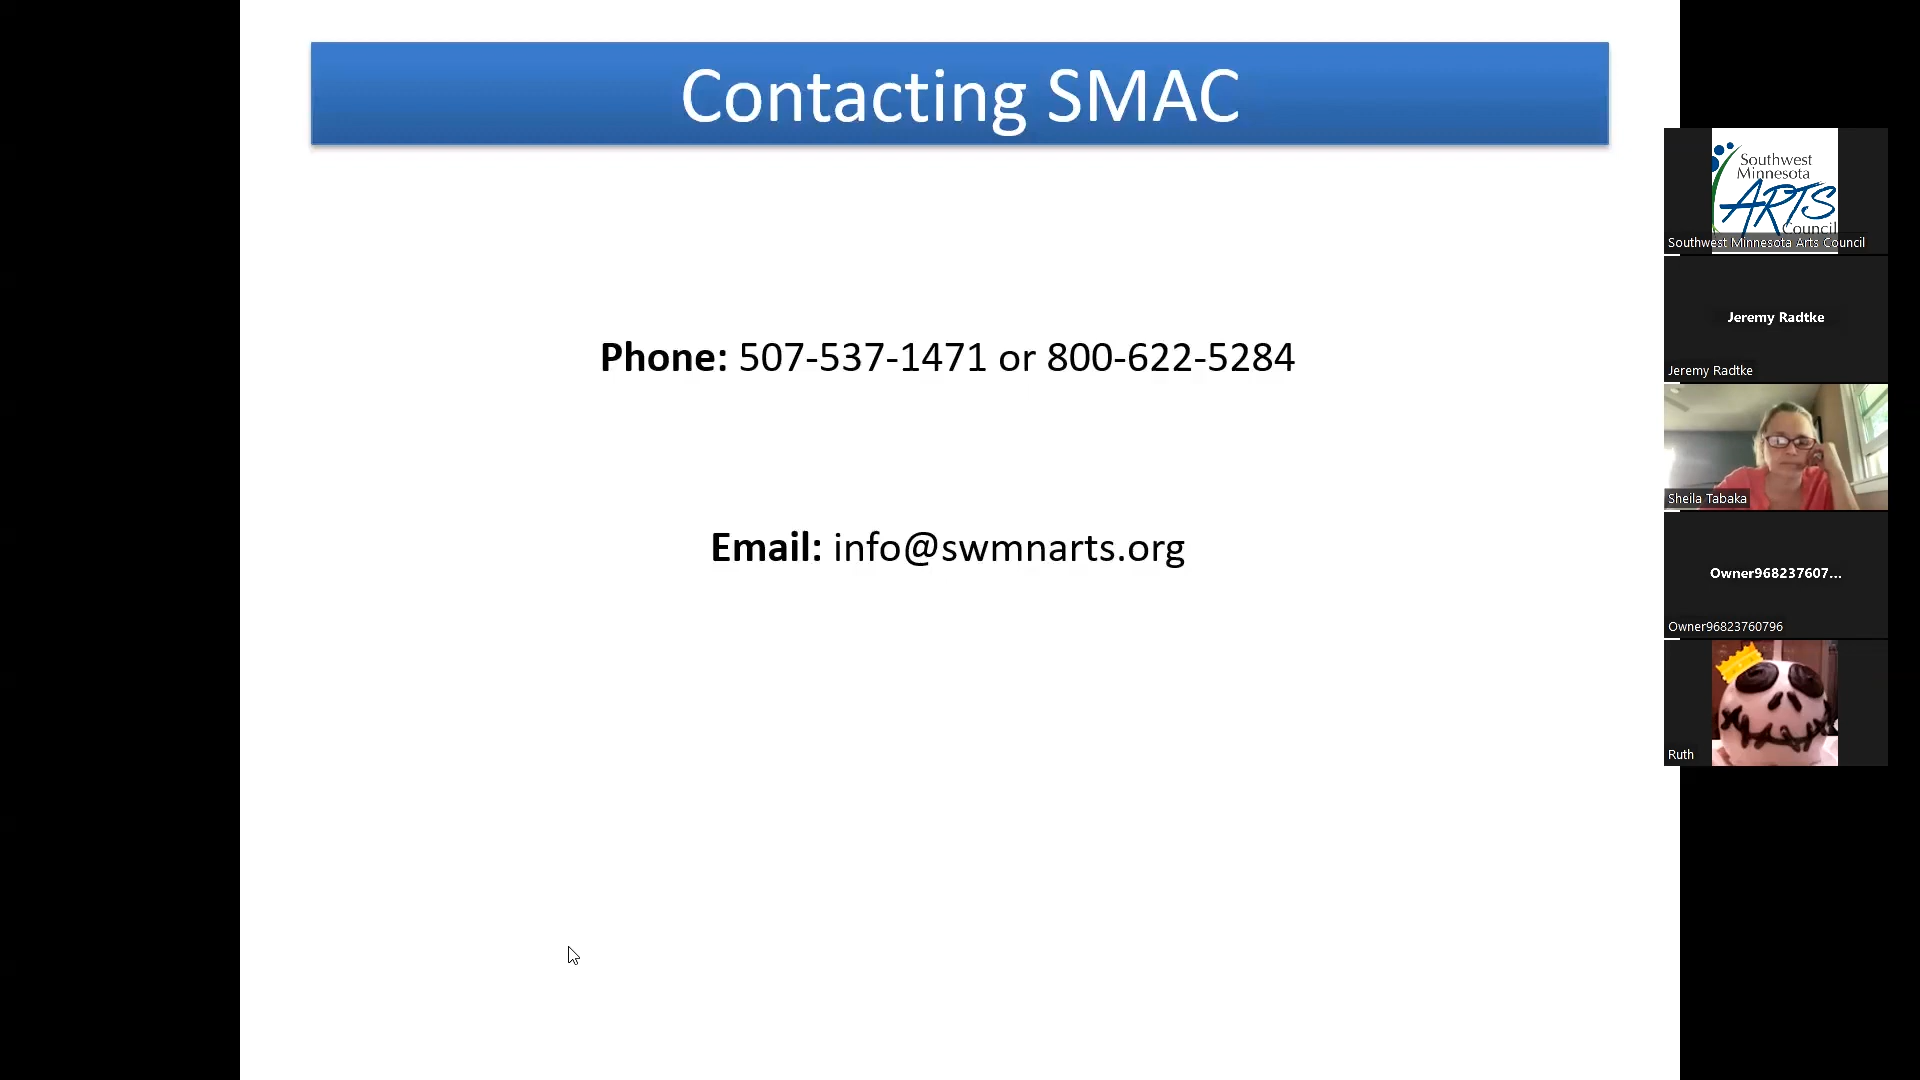 Contacting SMAC
Phone: 507-537-1471 or 800-622-5284
Email: info@swmnarts.org
Southwest
Minnesota
ARTS
Council
Southwest Minnesota Arts Council
Jeremy Radtke
Jeremy Radtke
Sheila Tabaka
Owner968237607...
Owner96823760796
Ruth